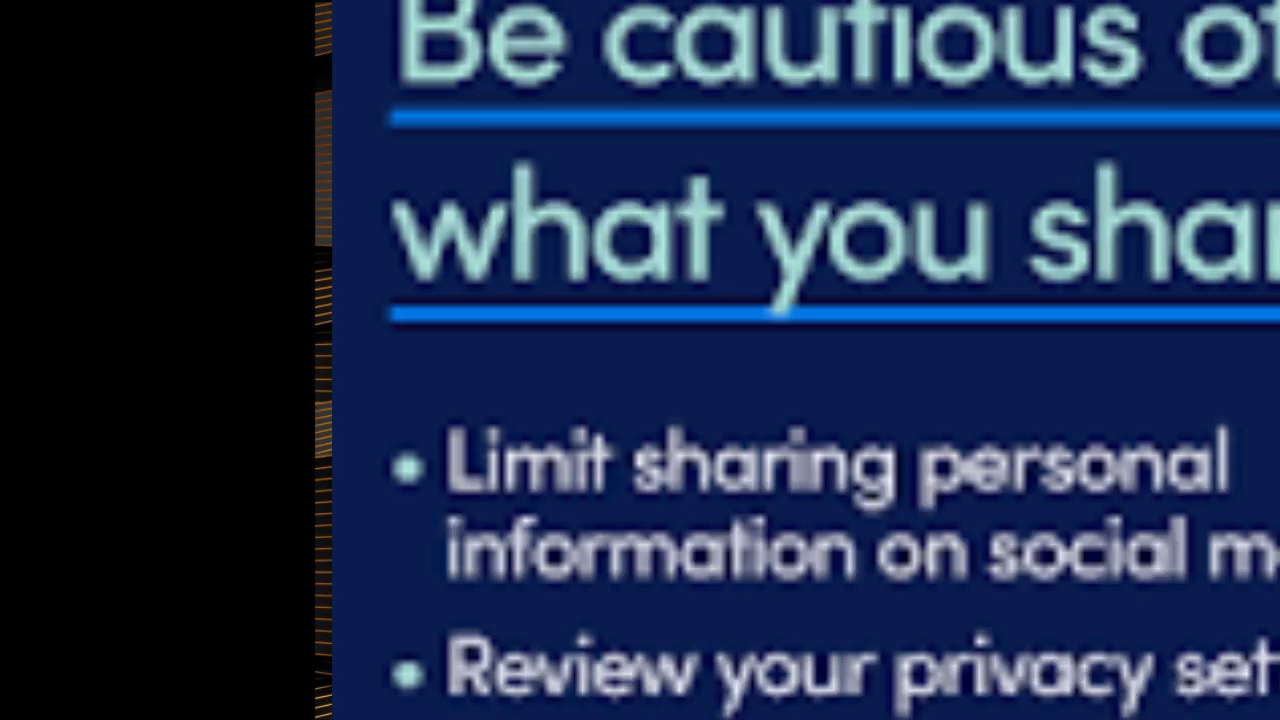 Be cautious of
what you shar
• Limit sharing personal
information on social m
• Review your privacy set